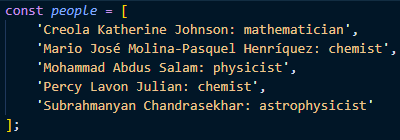 const people = [
    'Creola Katherine Johnson: mathematician',
    'Mario José Molina-Pasquel Henríquez: chemist',
    'Mohammad Abdus Salam: physicist',
    'Percy Lavon Julian: chemist',
    'Subrahmanyan Chandrasekhar: astrophysicist'
];